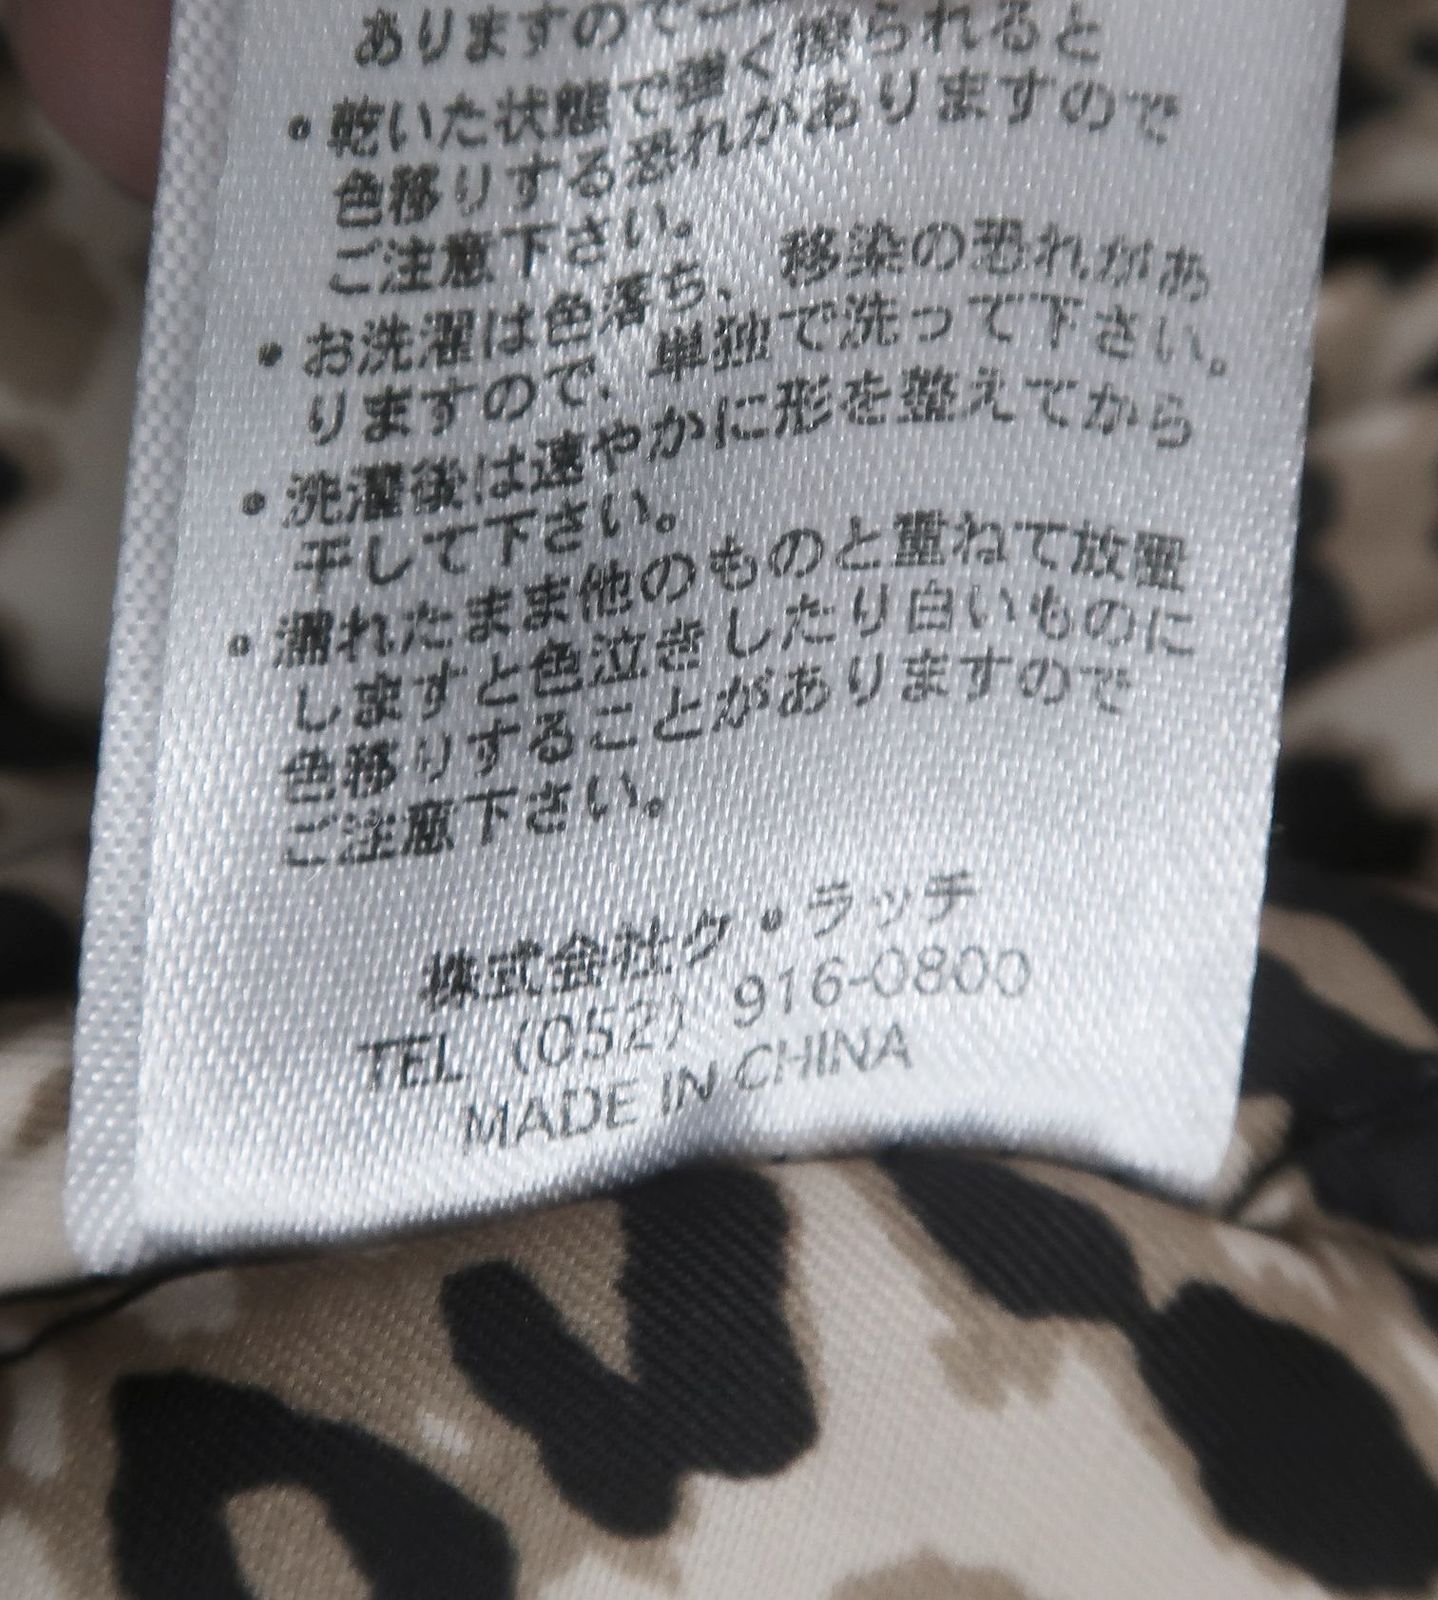 ありますので
・乾いた状態で強く擦られると
色移りする恐れがありますので
ご注意下さい。
・お洗濯は色落ち、移染の恐れがあ
りますので、単独で洗って下さい。
・洗濯後は速やかに形を整えてから
干して下さい。
・濡れたまま他のものと重ねて放置
しますと色泣きしたり白いものに
色移りすることがありますので
ご注意下さい。
株式会社ク・ラッチ
TEL (052) 916-0800
MADE IN CHINA